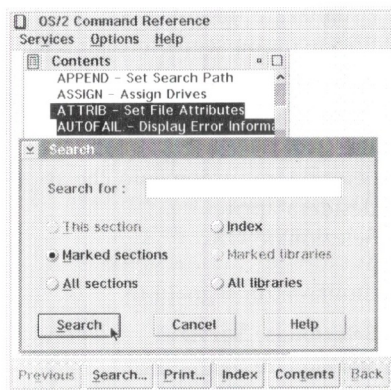 OS/2 Command Reference
Services Options Help
Contents
APPEND - Set Search Path
ASSIGN - Assign Drives
ATTRIB - Set File Attributes
AUTOFAIL - Display Error Informa
Search
Search for :
This section Index
Marked sections Marked libraries
All sections All libraries
Search Cancel Help
Previous Search... Print... Index Contents Back